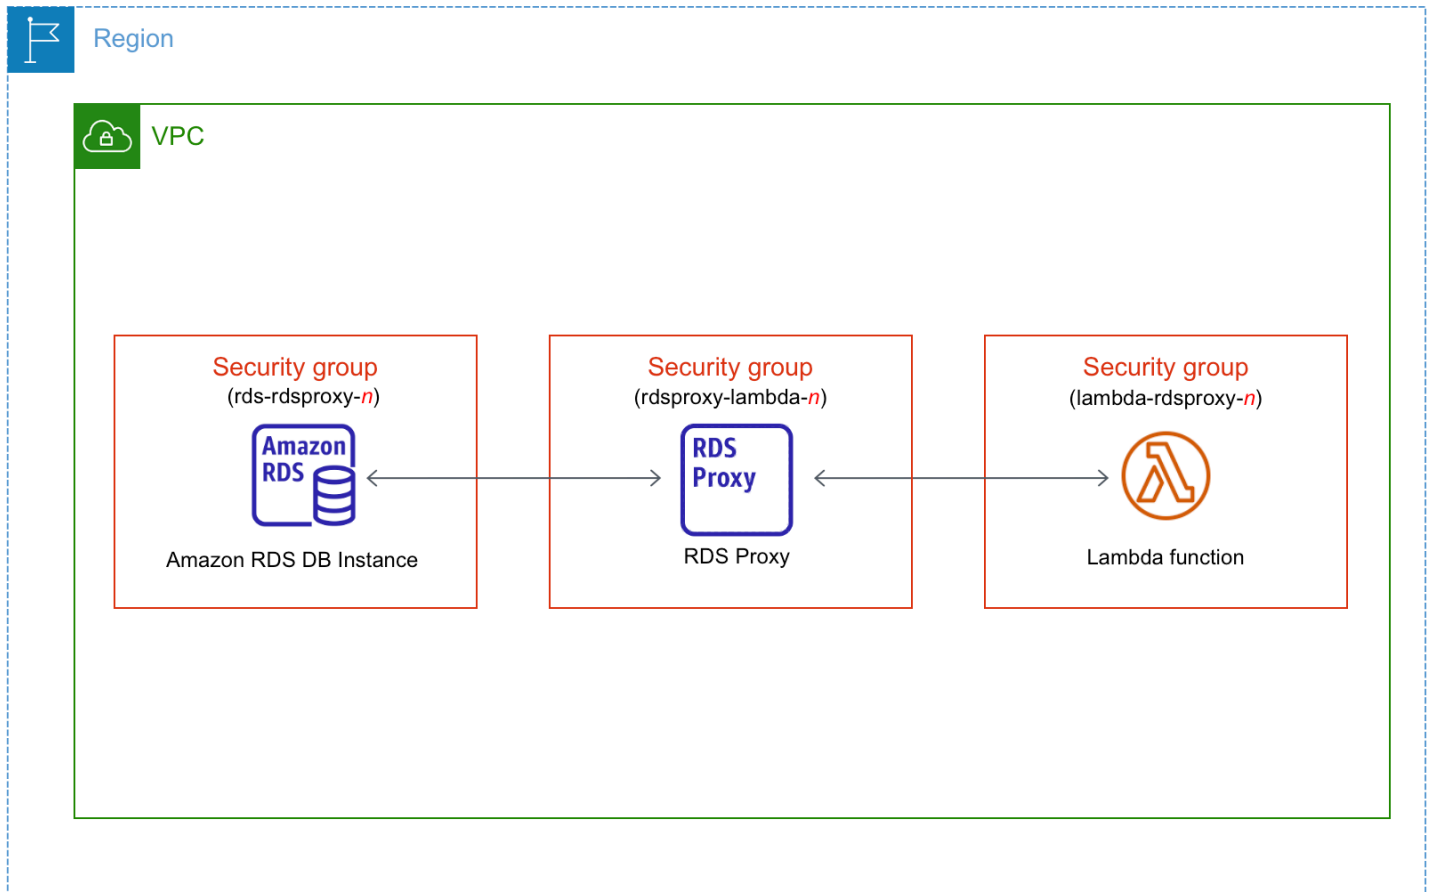 Region
VPC
Security group
(rds-rdsproxy-n)
Amazon
RDS
Amazon RDS DB Instance
Security group
(rdsproxy-lambda-n)
RDS
Proxy
RDS Proxy
Security group
(lambda-rdsproxy-n)
Lambda function